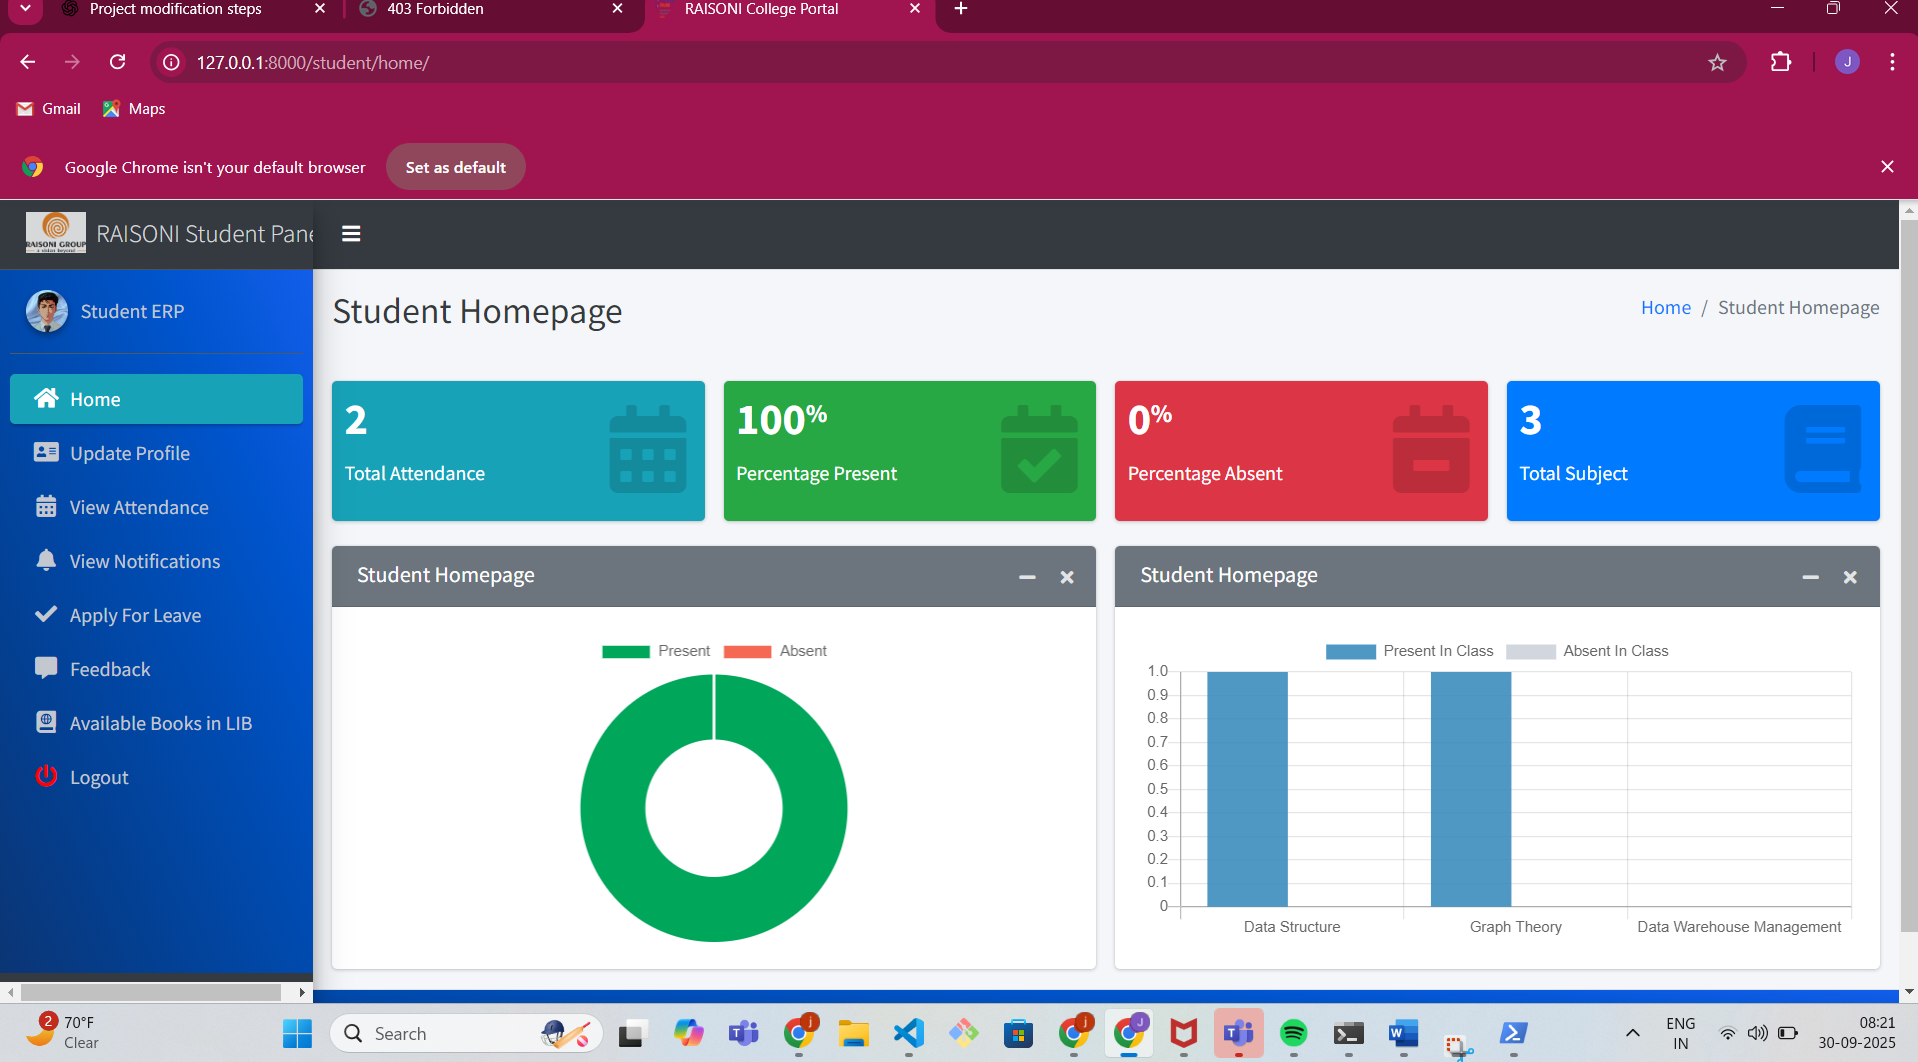 Project modification steps
403 Forbidden
RAISONI College Portal
127.0.0.1:8000/student/home/
J
Gmail
Maps
Google Chrome isn't your default browser
Set as default
RAISONI GROUP
RAISONI Student Pane
Student ERP
Home
Update Profile
View Attendance
View Notifications
Apply For Leave
Feedback
Available Books in LIB
Logout
Student Homepage
Home / Student Homepage
2
Total Attendance
100%
Percentage Present
0%
Percentage Absent
3
Total Subject
Student Homepage
Present Absent
Student Homepage
Present In Class Absent In Class
1.0
0.9
0.8
0.7
0.6
0.5
0.4
0.3
0.2
0.1
0
Data Structure Graph Theory Data Warehouse Management
2
70°F
Clear
Search
ENG
IN
08:21
30-09-2025